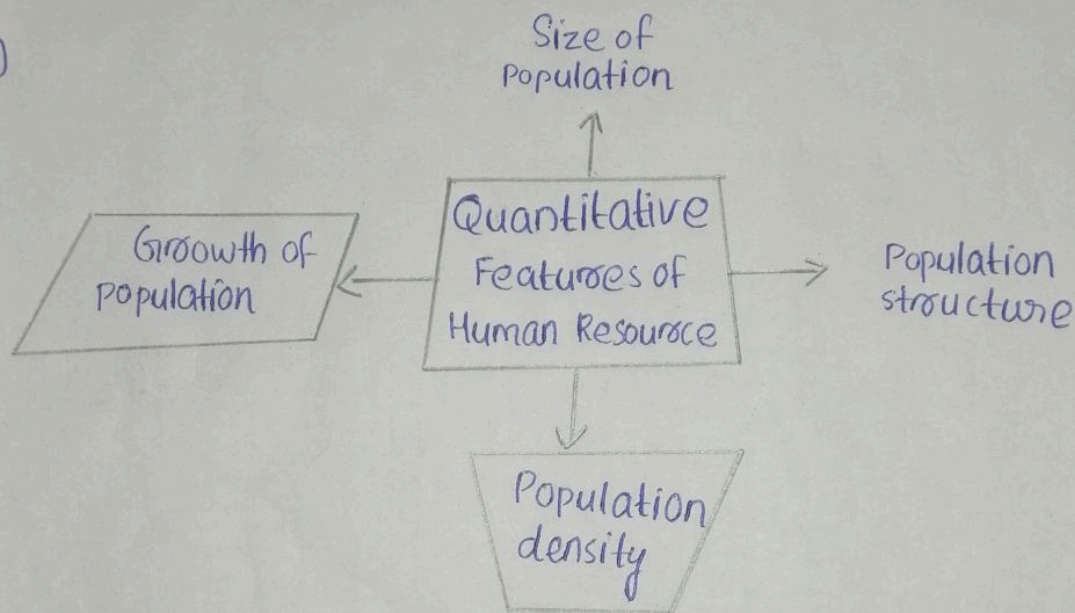 )
Size of
Population
Quantitative
Features of
Human Resource
Growth of
population
Population
structure
Population
density